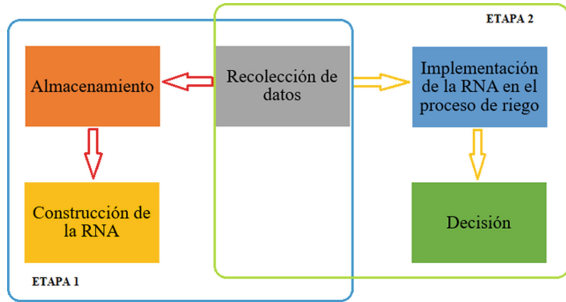 ETAPA 2
Almacenamiento
Recolección de
datos
Implementación
de la RNA en el
proceso de riego
Construcción de
la RNA
Decisión
ETAPA 1